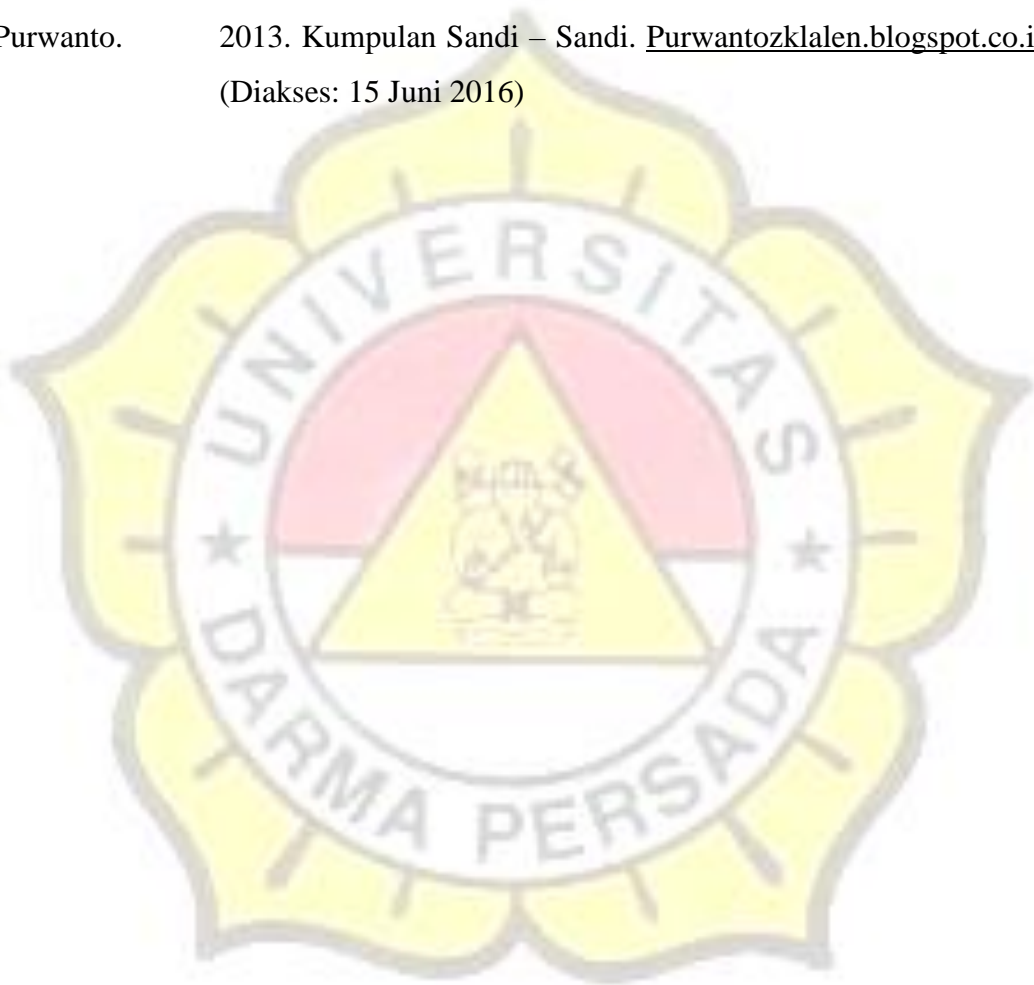 Purwanto. 2013. Kumpulan Sandi – Sandi. Purwantozklalen.blogspot.co.i
(Diakses: 15 Juni 2016)
UNIVERSITAS
★ DARMA PERSADA ★